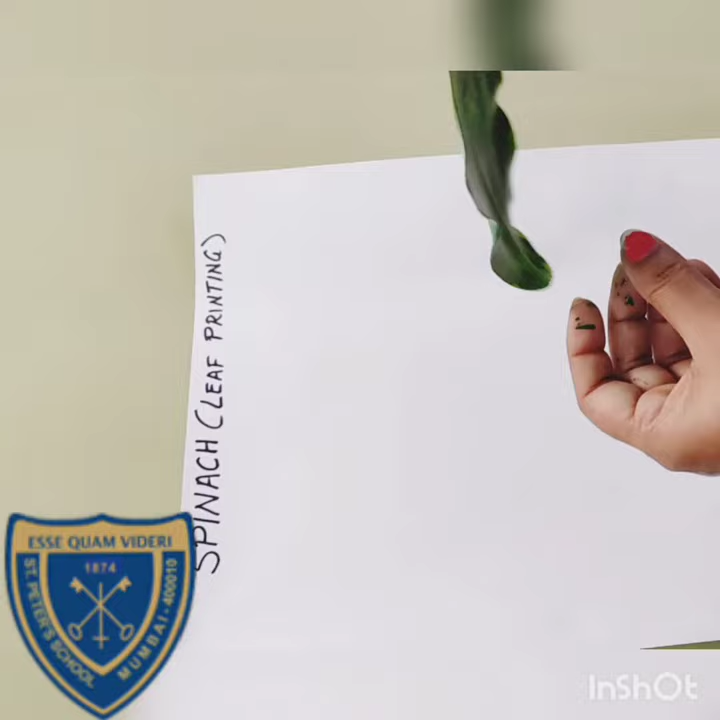 SPINACH (LEAF PRINTING)
ESSE QUAM VIDERI
1874
ST. PETER'S SCHOOL
MUMBAI - 400010
InShOt